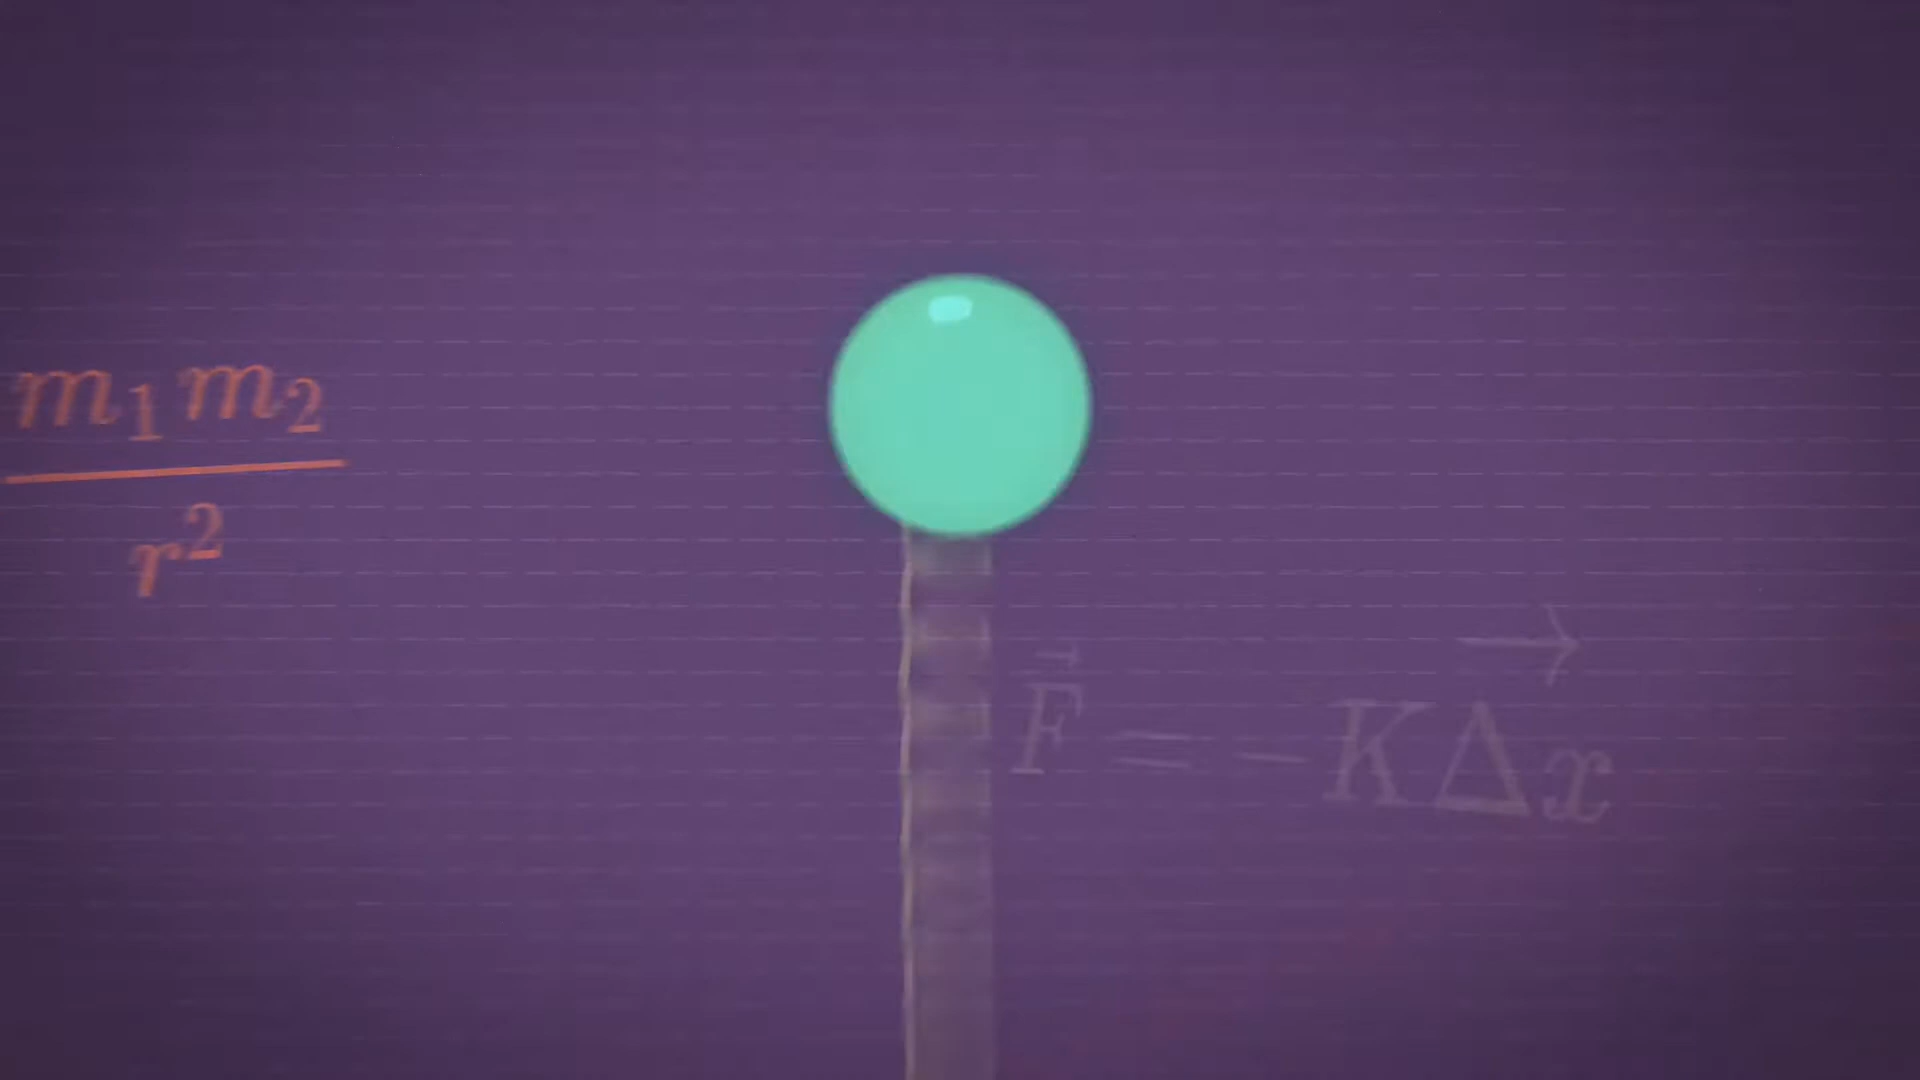 m₁m₂
r²
F⃗ = −KΔx⃗